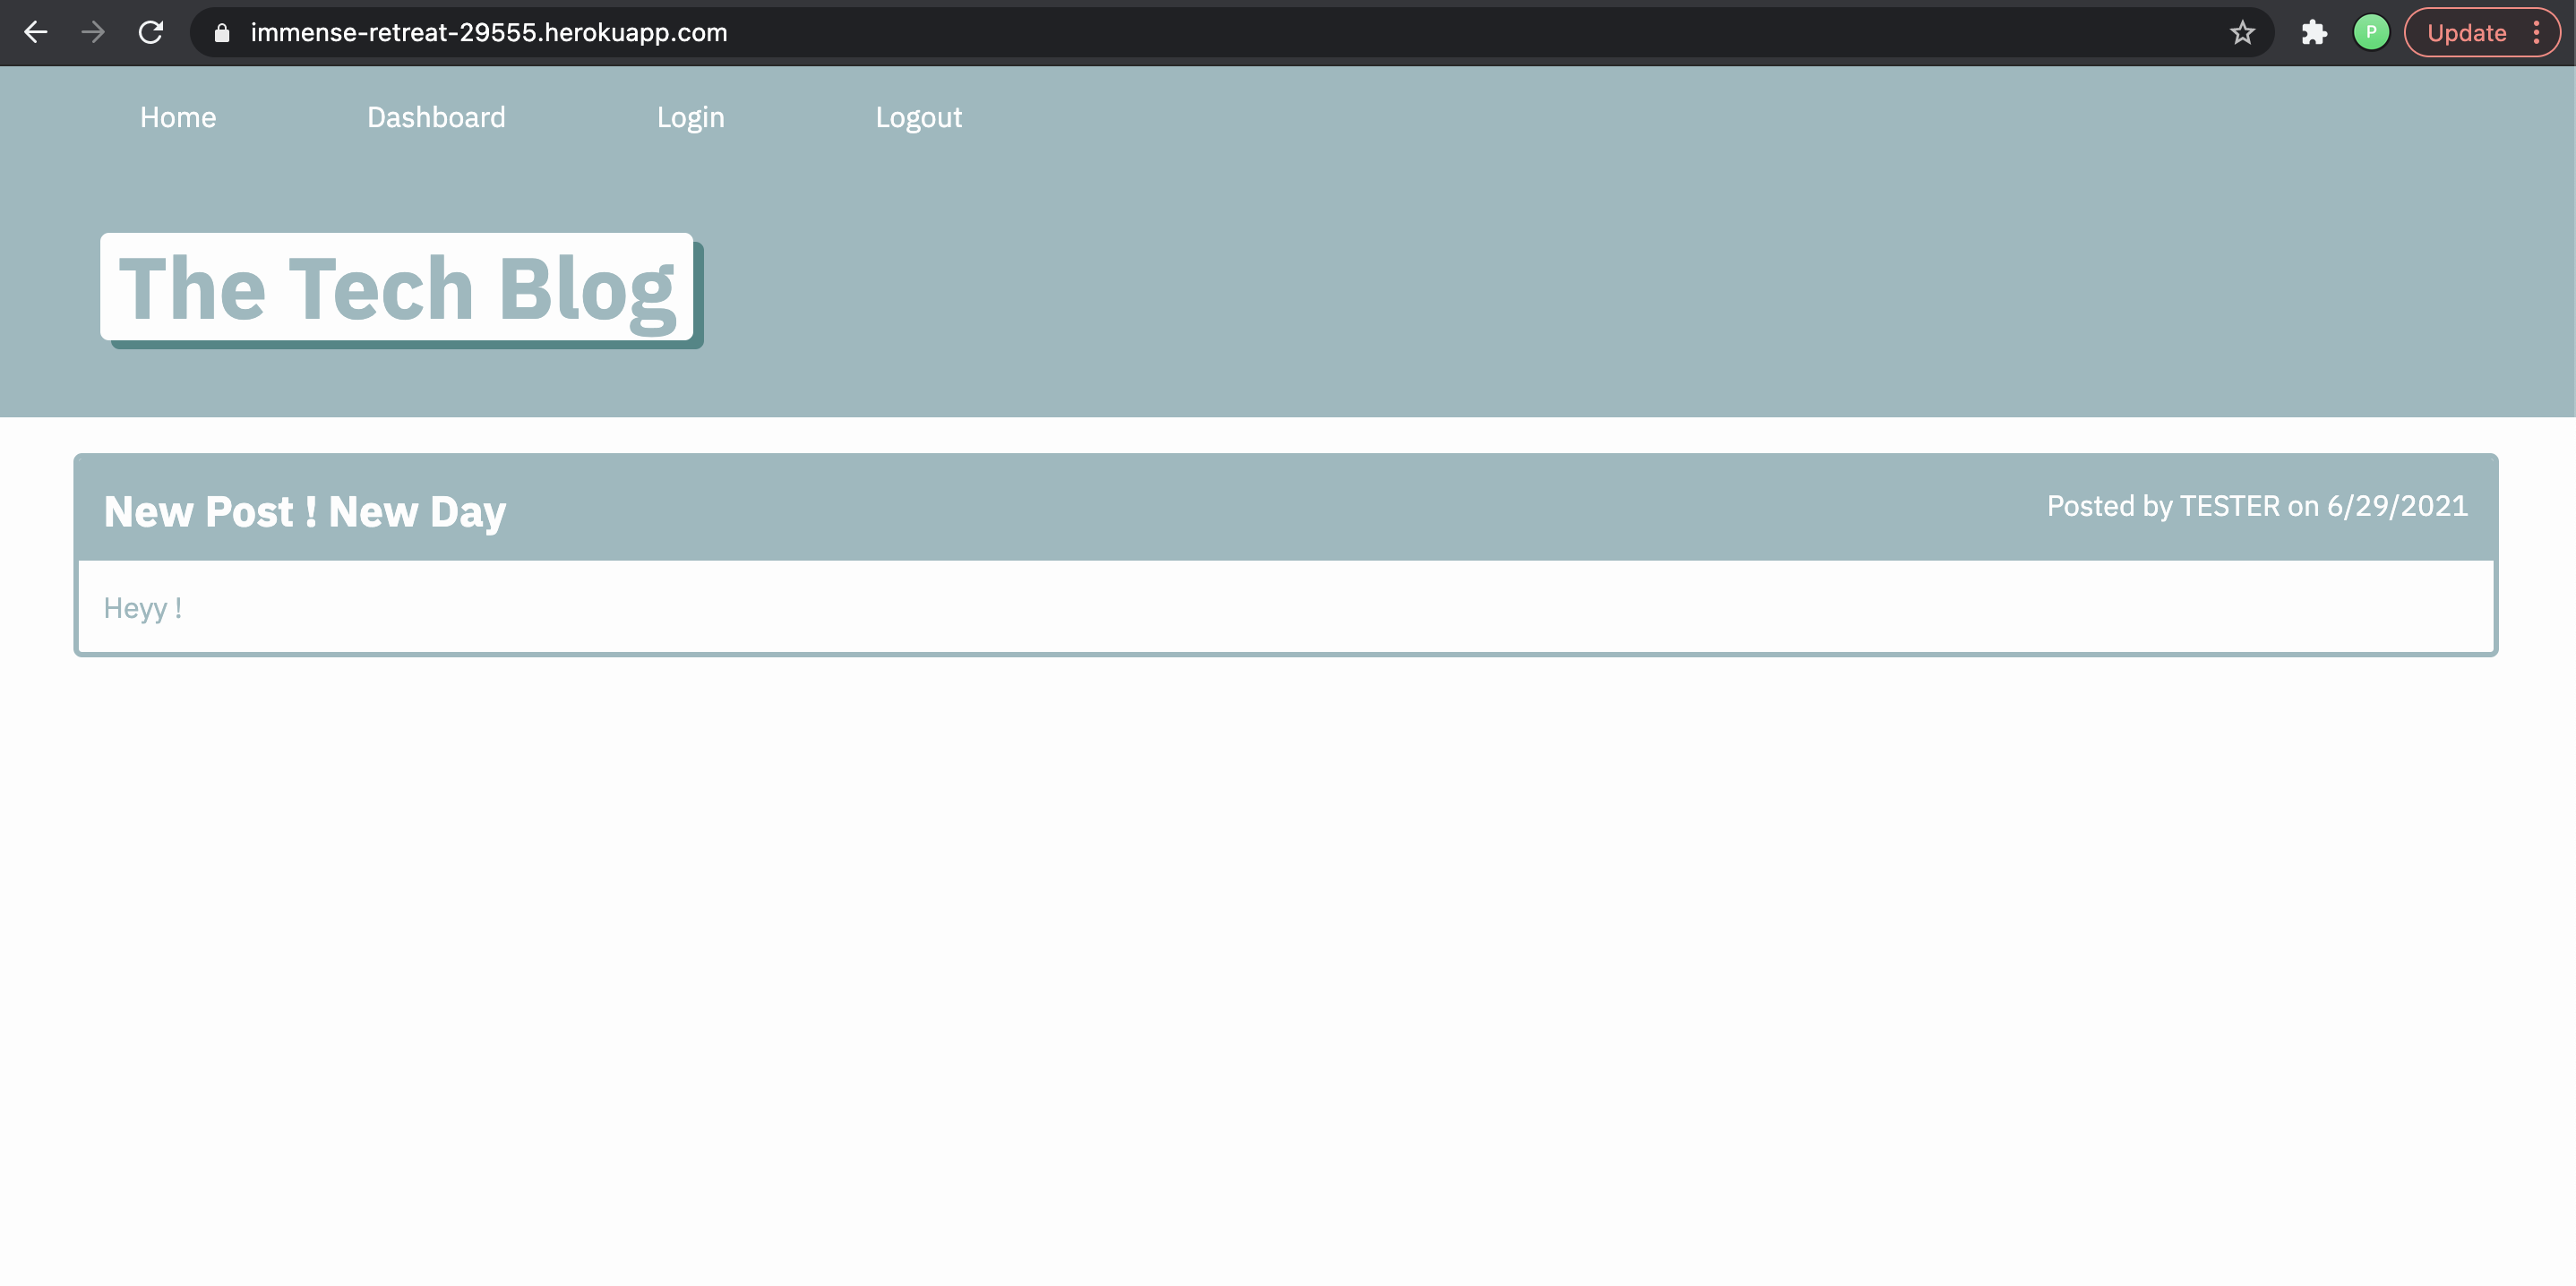 immense-retreat-29555.herokuapp.com
P
Update
Home Dashboard Login Logout
The Tech Blog
New Post ! New Day
Posted by TESTER on 6/29/2021
Heyy !